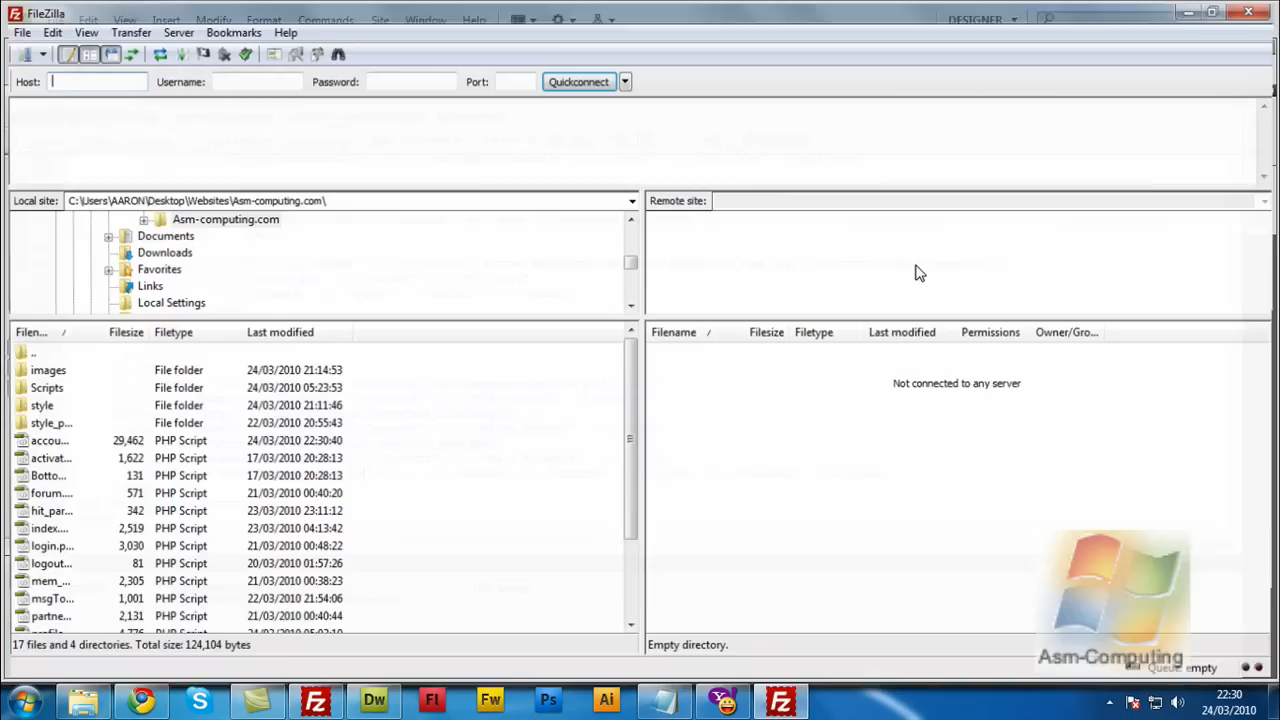 FileZilla
Edit View Insert Modify Format Commands Site Window Help DESIGNER
File Edit View Transfer Server Bookmarks Help
Host: Username: Password: Port: Quickconnect
Local site: C:\Users\AARON\Desktop\Websites\Asm-computing.com\ Remote site:
Asm-computing.com
Documents
Downloads
Favorites
Links
Local Settings
Filen... / Filesize Filetype Last modified Filename / Filesize Filetype Last modified Permissions Owner/Gro...
..
images File folder 24/03/2010 21:14:53
Scripts File folder 24/03/2010 05:23:53
style File folder 24/03/2010 21:11:46
style_p... File folder 22/03/2010 20:55:43
accou... 29,462 PHP Script 24/03/2010 22:30:40
activat... 1,622 PHP Script 17/03/2010 20:28:13
Botto... 131 PHP Script 17/03/2010 20:28:13
forum.... 571 PHP Script 21/03/2010 00:40:20
hit_par... 342 PHP Script 23/03/2010 23:11:12
index.... 2,519 PHP Script 23/03/2010 04:13:42
login.p... 3,030 PHP Script 21/03/2010 00:48:22
logout... 81 PHP Script 20/03/2010 01:57:26
mem_... 2,305 PHP Script 21/03/2010 00:38:23
msgTo... 1,001 PHP Script 22/03/2010 21:54:06
partne... 2,131 PHP Script 21/03/2010 00:40:44
Not connected to any server
17 files and 4 directories. Total size: 124,104 bytes Empty directory.
Asm-Computing
Queue: empty
Dw Fl Fw Ps Ai
22:30
24/03/2010